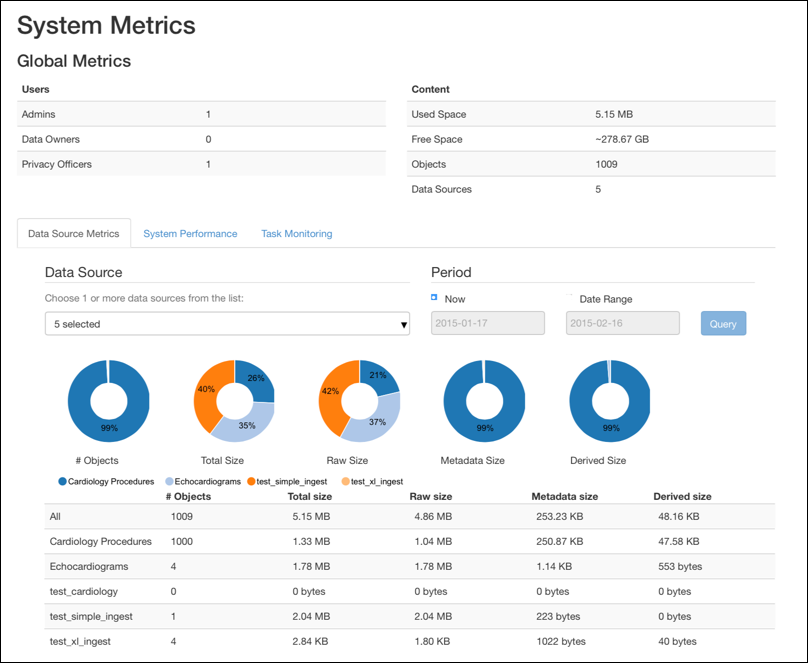 System Metrics
Global Metrics
Users
Admins 1
Data Owners 0
Privacy Officers 1
Content
Used Space 5.15 MB
Free Space ~278.67 GB
Objects 1009
Data Sources 5
Data Source Metrics System Performance Task Monitoring
Data Source
Choose 1 or more data sources from the list:
5 selected
Period
Now Date Range
2015-01-17 2015-02-16 Query
99%
# Objects
40% 26% 35%
Total Size
42% 21% 37%
Raw Size
99%
Metadata Size
99%
Derived Size
Cardiology Procedures Echocardiograms test_simple_ingest test_xl_ingest
# Objects Total size Raw size Metadata size Derived size
All 1009 5.15 MB 4.86 MB 253.23 KB 48.16 KB
Cardiology Procedures 1000 1.33 MB 1.04 MB 250.87 KB 47.58 KB
Echocardiograms 4 1.78 MB 1.78 MB 1.14 KB 553 bytes
test_cardiology 0 0 bytes 0 bytes 0 bytes 0 bytes
test_simple_ingest 1 2.04 MB 2.04 MB 223 bytes 0 bytes
test_xl_ingest 4 2.84 KB 1.80 KB 1022 bytes 40 bytes